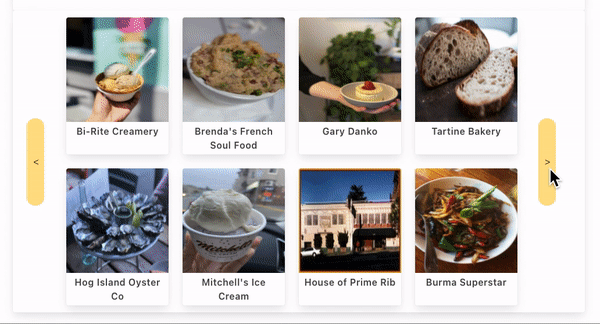 Bi-Rite Creamery
Brenda's French
Soul Food
Gary Danko
Tartine Bakery
<
>
Mitchell's
Hog Island Oyster
Co
Mitchell's Ice
Cream
House of Prime Rib
Burma Superstar